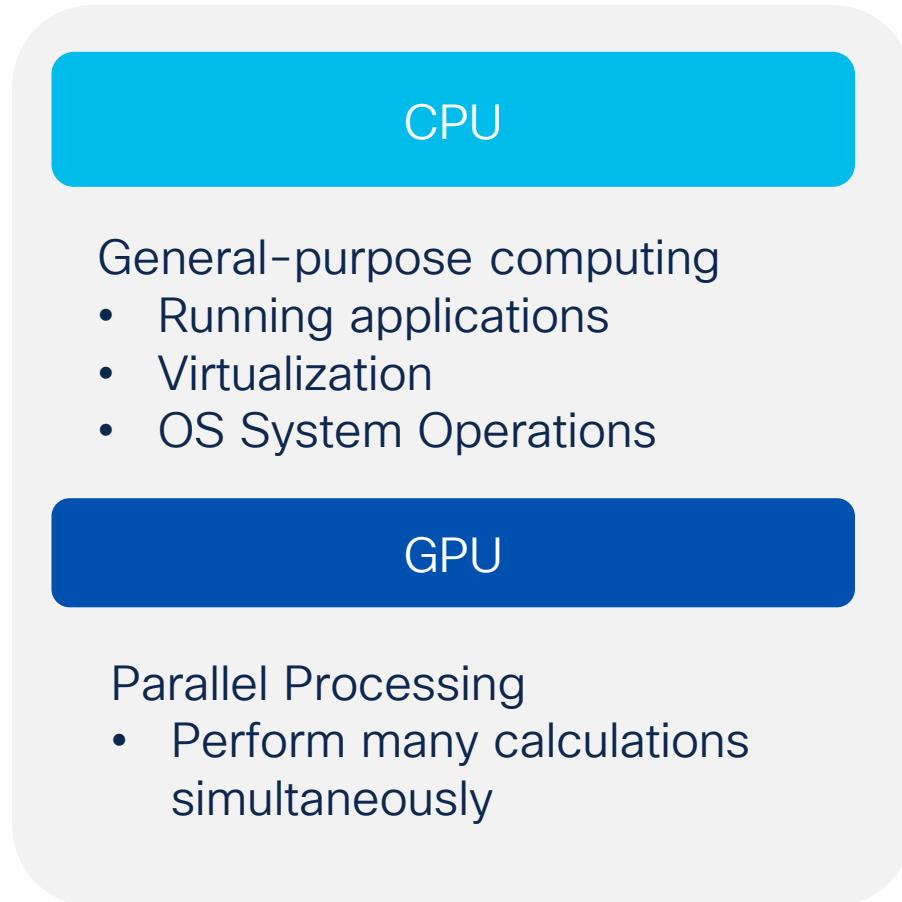 CPU
General-purpose computing
• Running applications
• Virtualization
• OS System Operations
GPU
Parallel Processing
• Perform many calculations
simultaneously